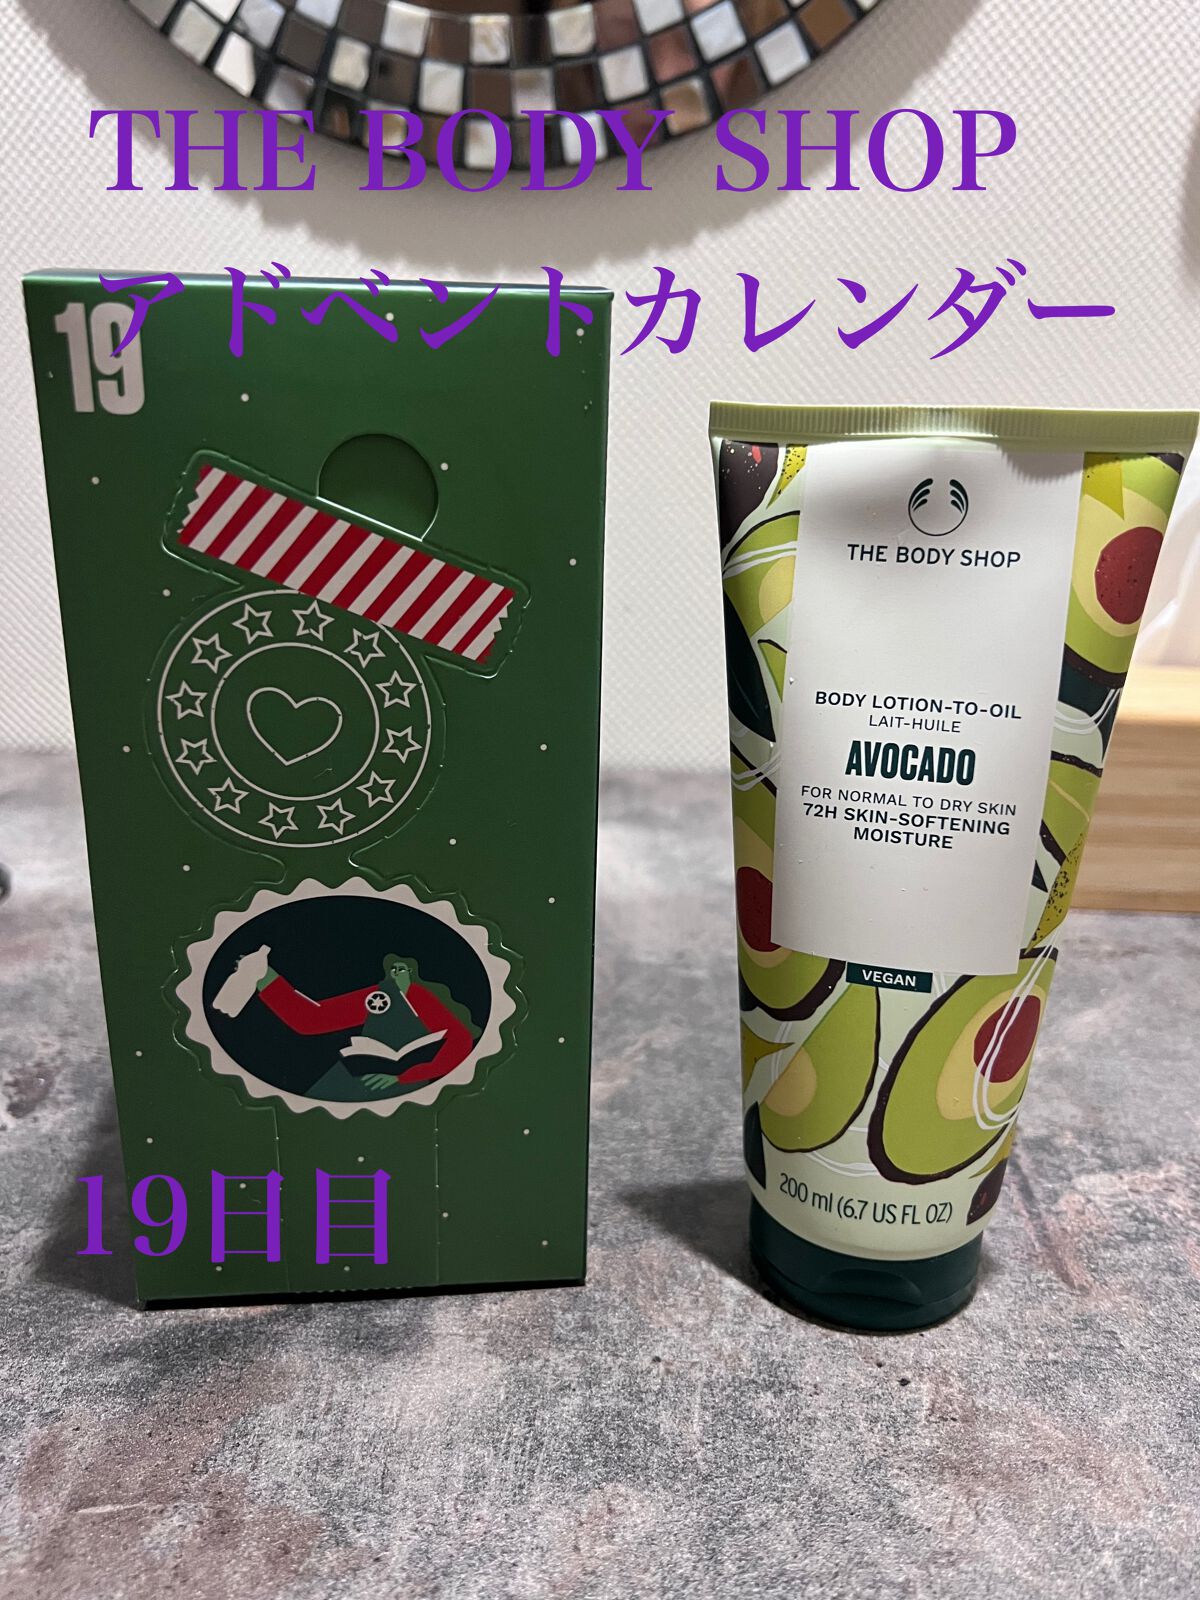 THE BODY SHOP
アドベントカレンダー
19
THE BODY SHOP
BODY LOTION-TO-OIL
LAIT-HUILE
AVOCADO
FOR NORMAL TO DRY SKIN
72H SKIN-SOFTENING
MOISTURE
VEGAN
200 ml (6.7 US FL OZ)
19日目